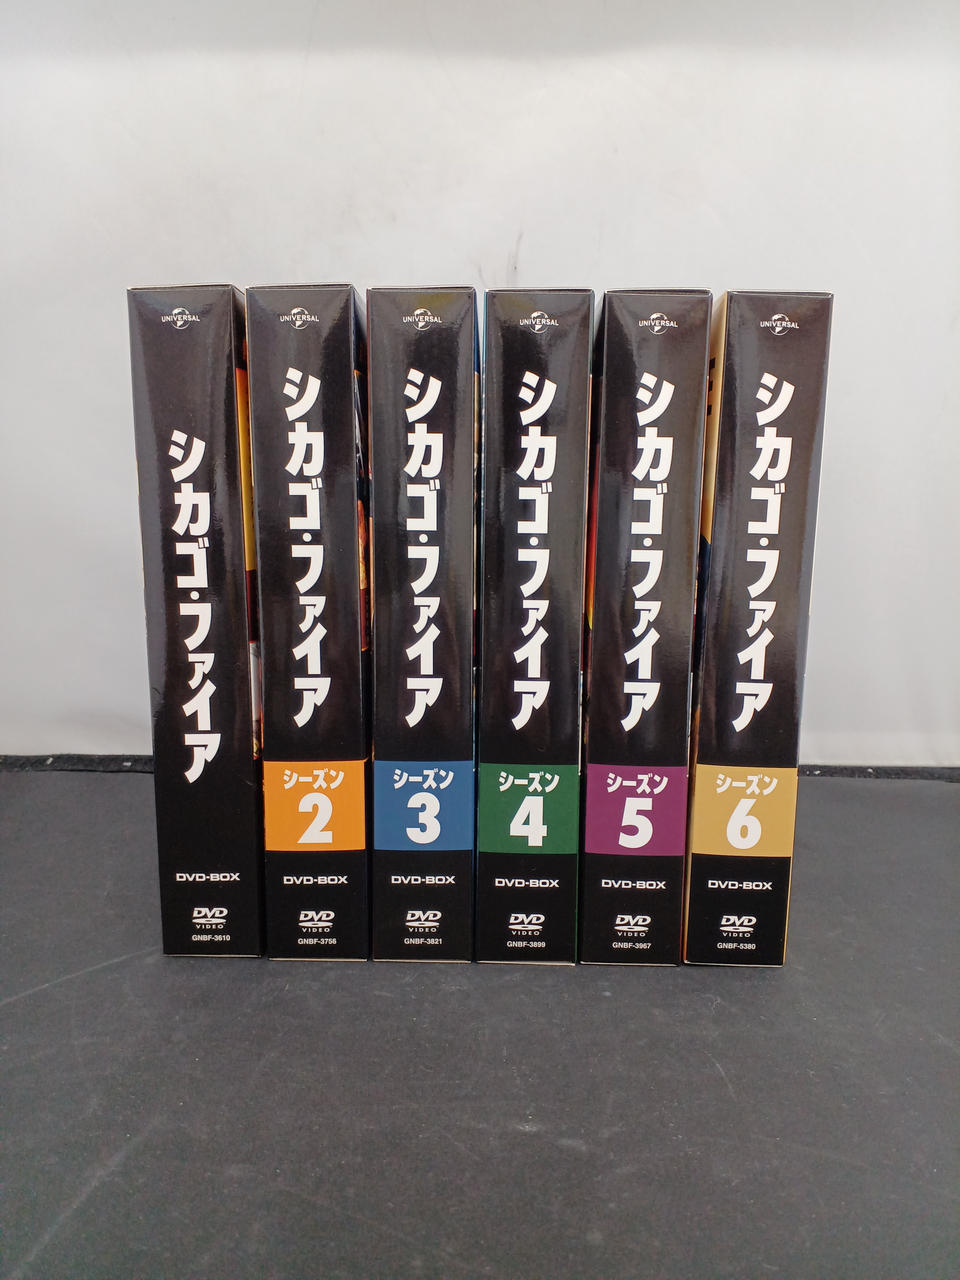 UNIVERSAL
シカゴ・ファイア
DVD-BOX
DVD
VIDEO
GNBF-3610
UNIVERSAL
シカゴ・ファイア
シーズン
2
DVD-BOX
DVD
VIDEO
GNBF-3756
UNIVERSAL
シカゴ・ファイア
シーズン
3
DVD-BOX
DVD
VIDEO
GNBF-3821
UNIVERSAL
シカゴ・ファイア
シーズン
4
DVD-BOX
DVD
VIDEO
GNBF-3899
UNIVERSAL
シカゴ・ファイア
シーズン
5
DVD-BOX
DVD
VIDEO
GNBF-3967
UNIVERSAL
シカゴ・ファイア
シーズン
6
DVD-BOX
DVD
VIDEO
GNBF-5380